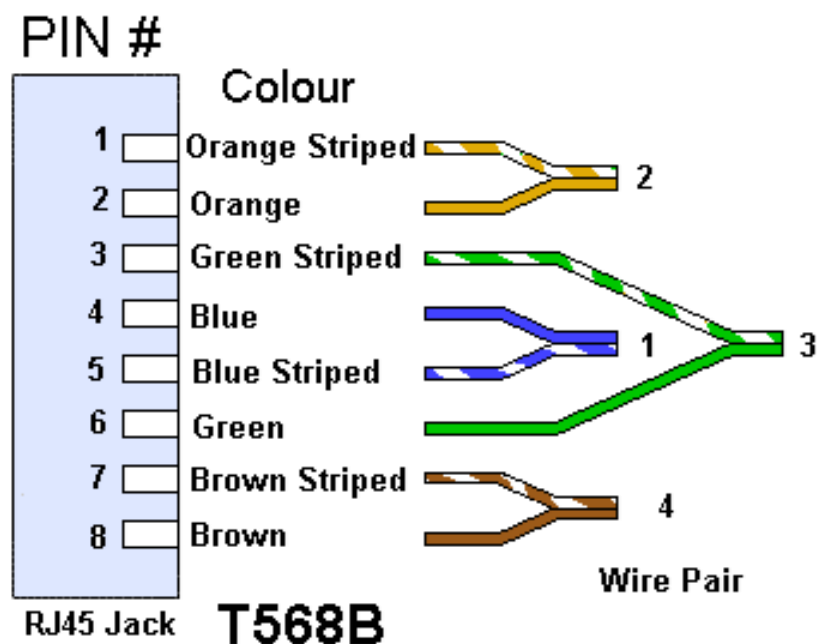 PIN #
Colour
1 Orange Striped
2 Orange
2
3 Green Striped
4 Blue
1
3
5 Blue Striped
6 Green
7 Brown Striped
4
8 Brown
Wire Pair
RJ45 Jack T568B